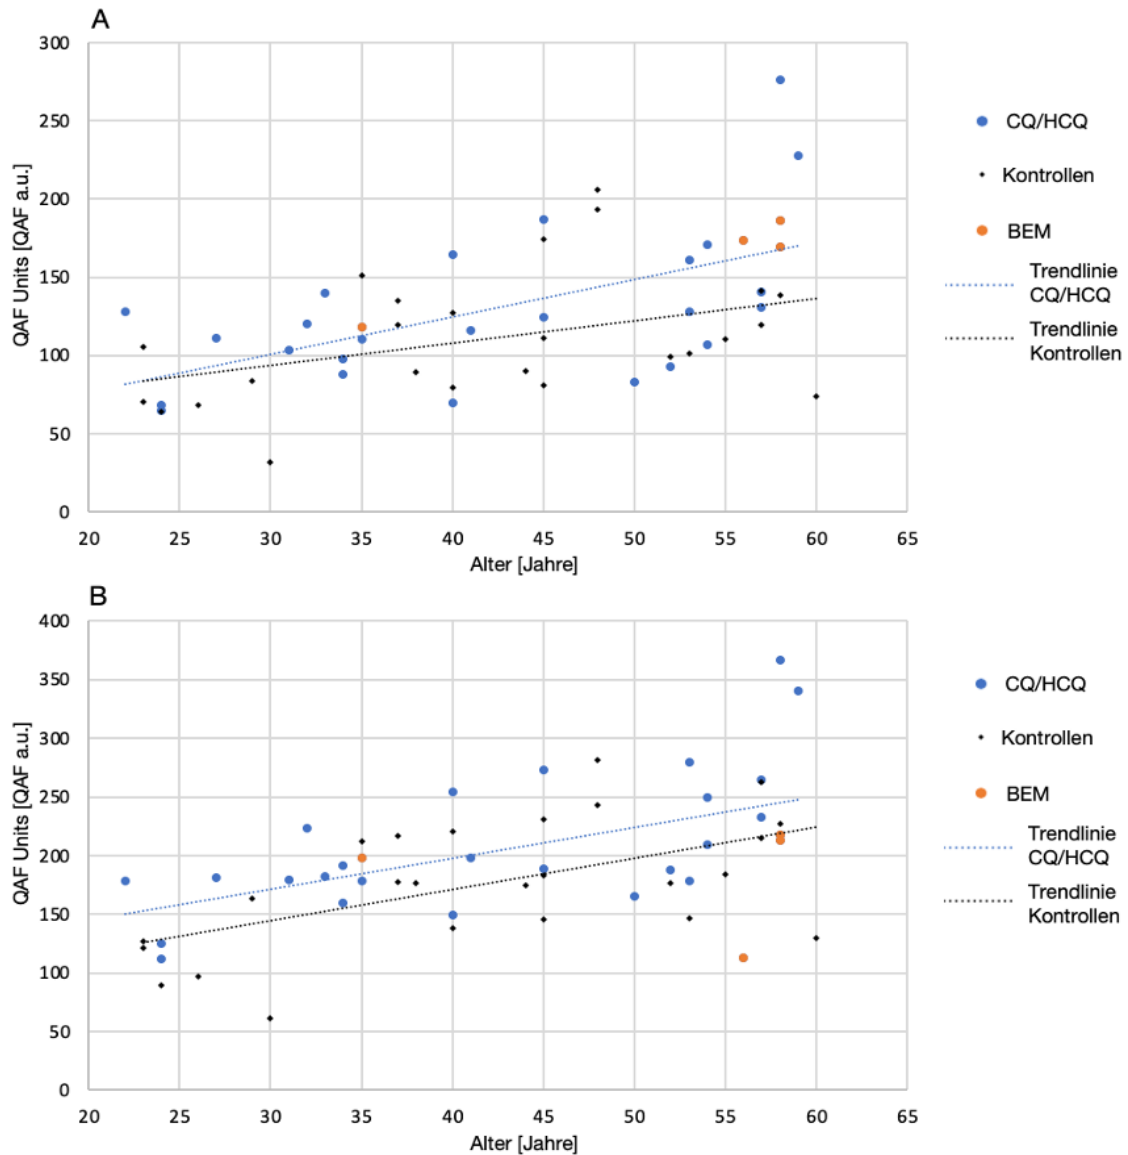 A
300
250
200
150
100
50
0
QAF Units [QAF a.u.]
20 25 30 35 40 45 50 55 60 65
Alter [Jahre]
CQ/HCQ
Kontrollen
BEM
Trendlinie
CQ/HCQ
Trendlinie
Kontrollen
B
400
350
300
250
200
150
100
50
0
QAF Units [QAF a.u.]
20 25 30 35 40 45 50 55 60 65
Alter [Jahre]
CQ/HCQ
Kontrollen
BEM
Trendlinie
CQ/HCQ
Trendlinie
Kontrollen